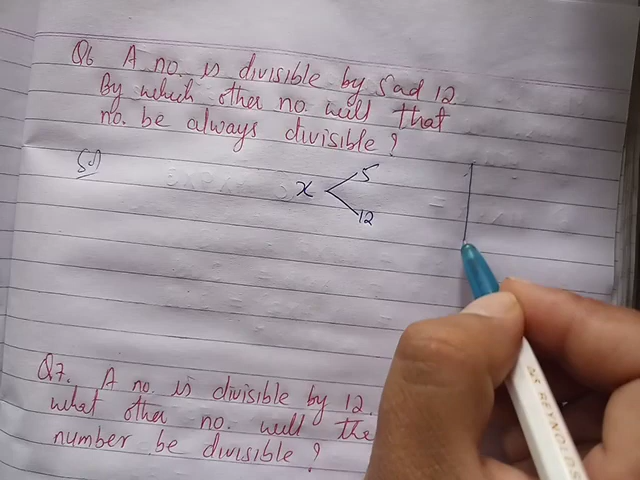 Q6 A no. is divisible by 5 and 12
By which other no. will that
no. be always divisible?
Sol)
x 5
12
Q7. A no. is divisible by 12.
what other no. will the
number be divisible?
REYNOLDS